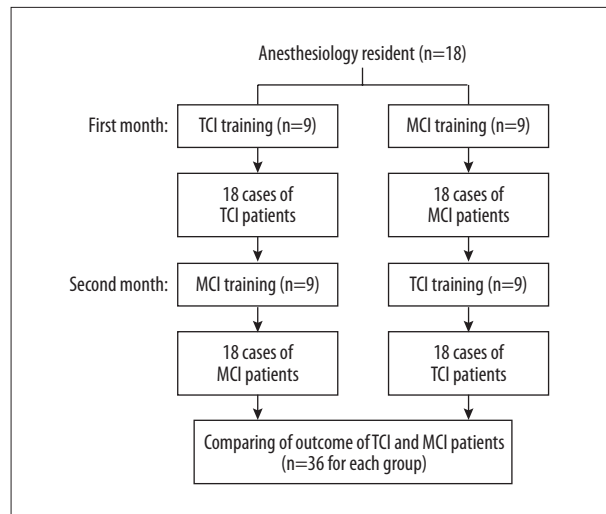 Anesthesiology resident (n=18)
First month:
TCI training (n=9)
MCI training (n=9)
18 cases of
TCI patients
18 cases of
MCI patients
Second month:
MCI training (n=9)
TCI training (n=9)
18 cases of
MCI patients
18 cases of
TCI patients
Comparing of outcome of TCI and MCI patients
(n=36 for each group)